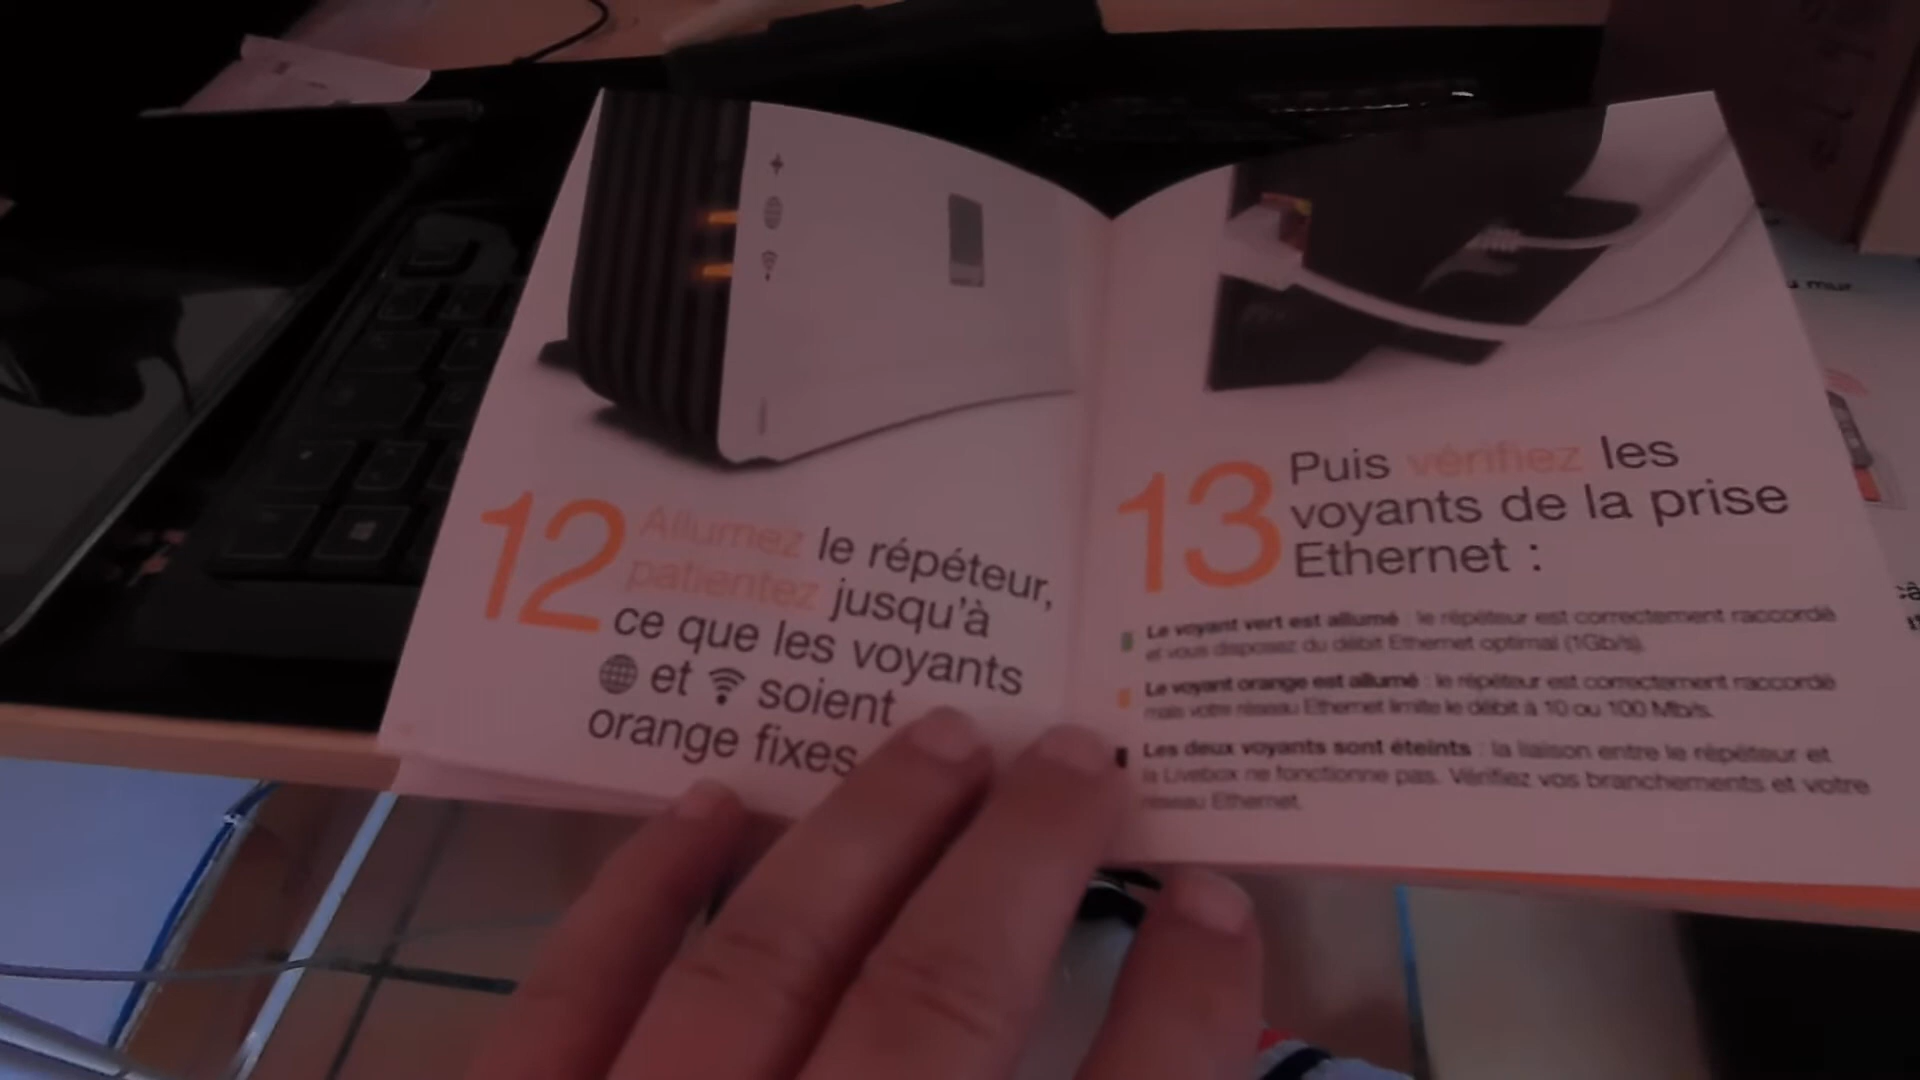 12
Allumez le répéteur,
patientez jusqu'à
ce que les voyants
et soient
orange fixes
13
Puis vérifiez les
voyants de la prise
Ethernet :
Le voyant vert est allumé : le répéteur est correctement raccordé
et vous disposez du débit Ethernet optimal (1Gb/s).
Le voyant orange est allumé : le répéteur est correctement raccordé
mais votre réseau Ethernet limite le débit à 10 ou 100 Mb/s.
Les deux voyants sont éteints : la liaison entre le répéteur et
la Livebox ne fonctionne pas. Vérifiez vos branchements et votre
réseau Ethernet.
mur